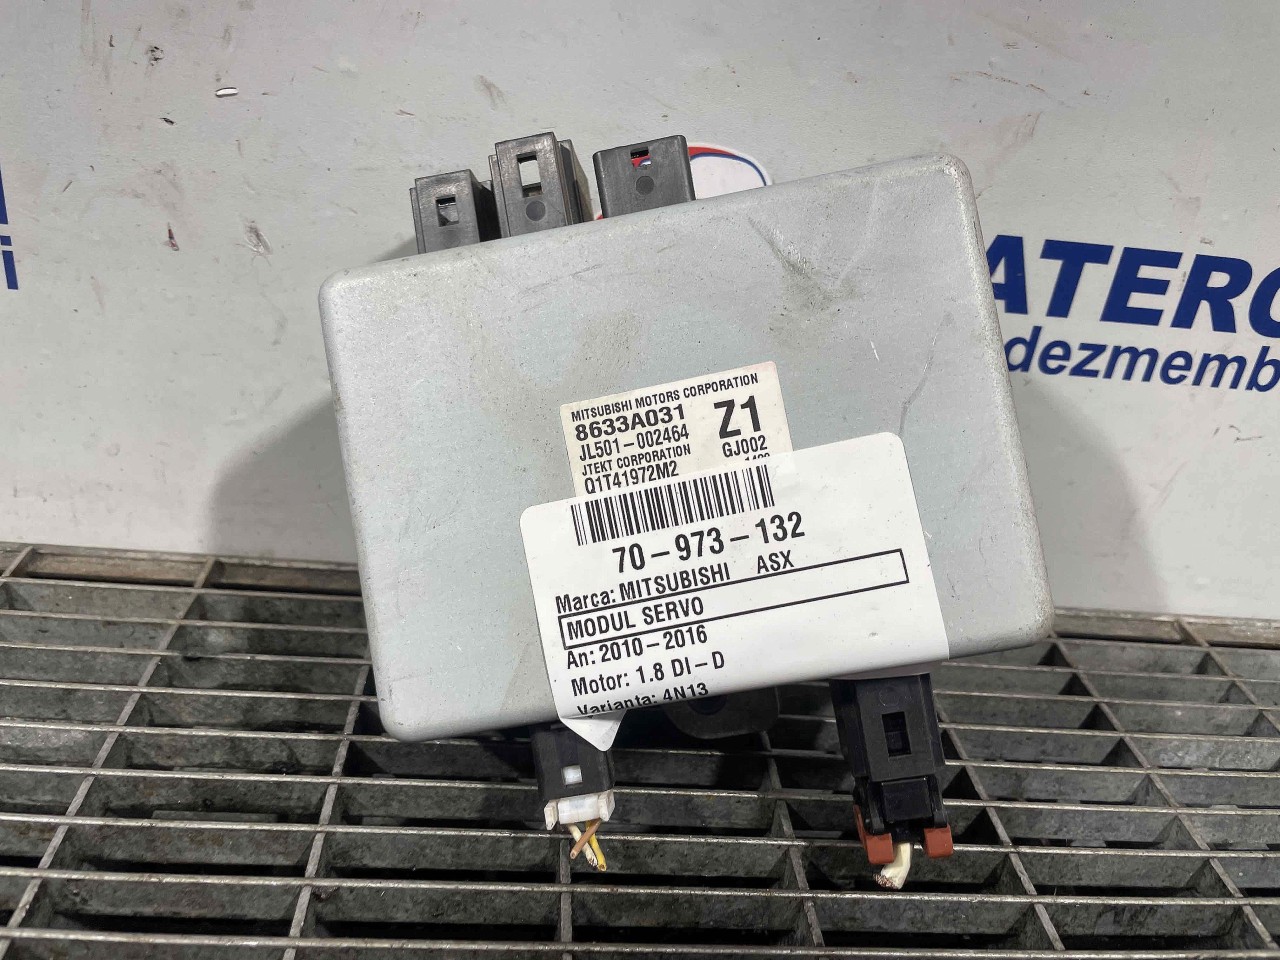 MITSUBISHI MOTORS CORPORATION
8633A031
Z1
JL501-002464
JTEKT CORPORATION
GJ002
Q1T41972M2
70-973-132
Marca: MITSUBISHI ASX
MODUL SERVO
An: 2010-2016
Motor: 1.8 DI-D
Varianta: 4N13
ATERO
dezmemb
i